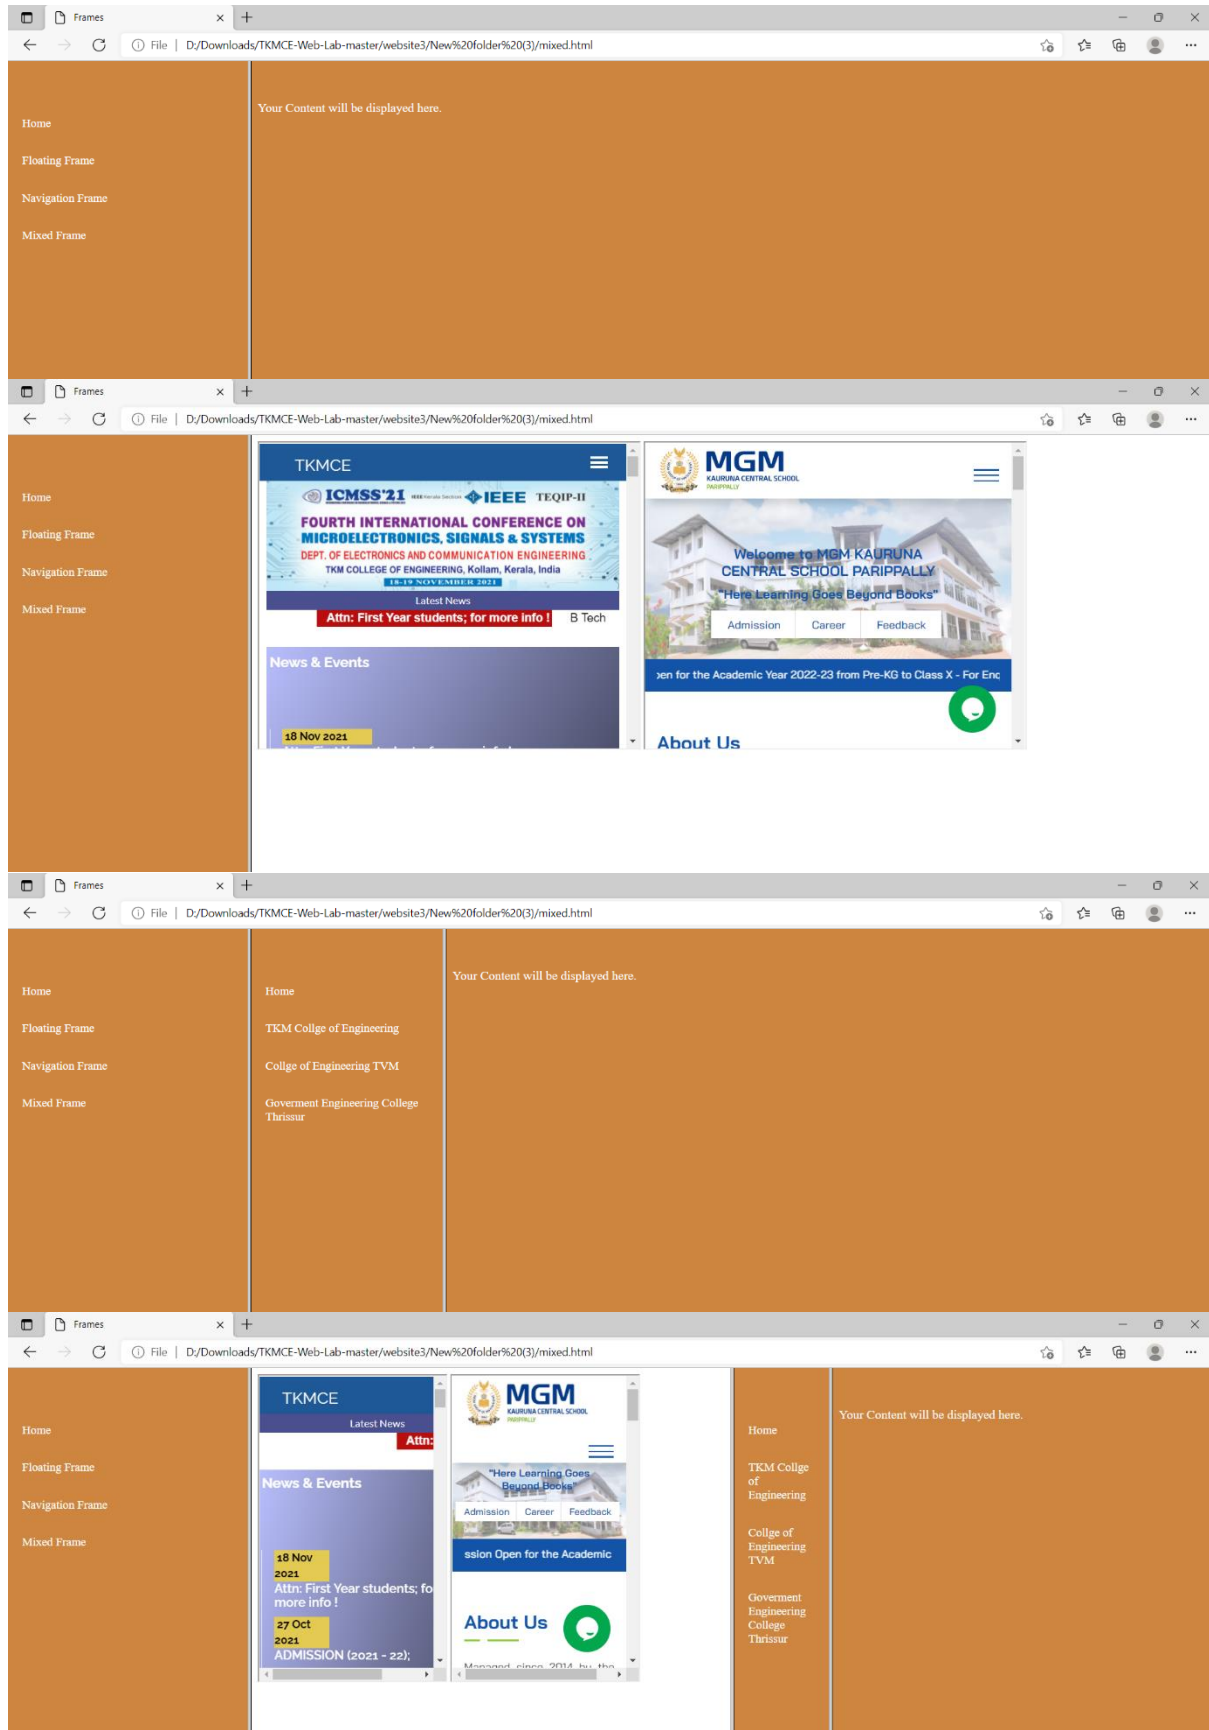 Frames
File | D:/Downloads/TKMCE-Web-Lab-master/website3/New%20folder%20(3)/mixed.html
Home
Floating Frame
Navigation Frame
Mixed Frame
Your Content will be displayed here.
Frames
File | D:/Downloads/TKMCE-Web-Lab-master/website3/New%20folder%20(3)/mixed.html
Home
Floating Frame
Navigation Frame
Mixed Frame
TKMCE
ICMSS'21 IEEE Kerala Section IEEE TEQIP-II
FOURTH INTERNATIONAL CONFERENCE ON
MICROELECTRONICS, SIGNALS & SYSTEMS
DEPT. OF ELECTRONICS AND COMMUNICATION ENGINEERING
TKM COLLEGE OF ENGINEERING, Kollam, Kerala, India
18-19 NOVEMBER 2021
Latest News
Attn: First Year students; for more info ! B Tech
News & Events
18 Nov 2021
MGM
KAURUNA CENTRAL SCHOOL
PARIPPALLY
Welcome to MGM KAURUNA
CENTRAL SCHOOL PARIPPALLY
"Here Learning Goes Beyond Books"
Admission Career Feedback
pen for the Academic Year 2022-23 from Pre-KG to Class X - For Enq
About Us
Frames
File | D:/Downloads/TKMCE-Web-Lab-master/website3/New%20folder%20(3)/mixed.html
Home
Floating Frame
Navigation Frame
Mixed Frame
Home
TKM Collge of Engineering
Collge of Engineering TVM
Goverment Engineering College
Thrissur
Your Content will be displayed here.
Frames
File | D:/Downloads/TKMCE-Web-Lab-master/website3/New%20folder%20(3)/mixed.html
Home
Floating Frame
Navigation Frame
Mixed Frame
TKMCE
Latest News
Attn:
News & Events
18 Nov
2021
Attn: First Year students; fo
more info !
27 Oct
2021
ADMISSION (2021 - 22);
MGM
KAURUNA CENTRAL SCHOOL
PARIPPALLY
"Here Learning Goes
Beyond Books"
Admission Career Feedback
ssion Open for the Academic
About Us
Managed since 2014 by the
Home
TKM Collge
of
Engineering
Collge of
Engineering
TVM
Goverment
Engineering
College
Thrissur
Your Content will be displayed here.